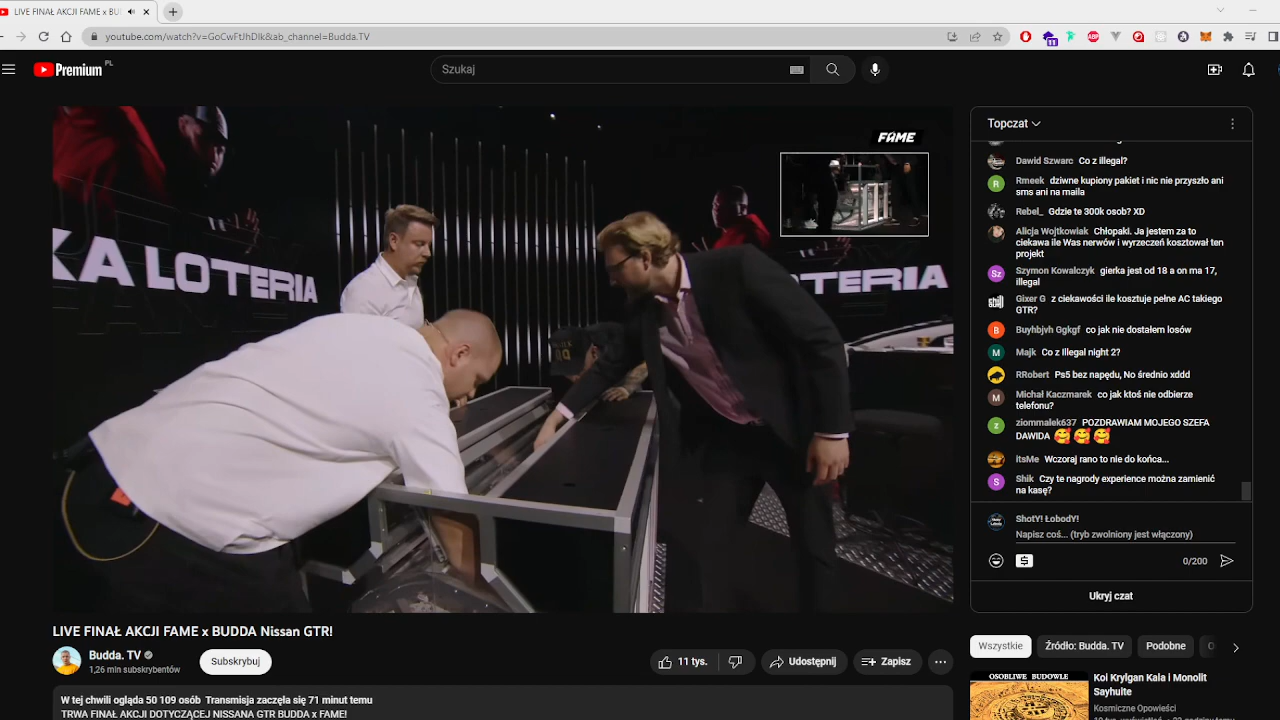 LIVE FINAŁ AKCJI FAME x BUI
youtube.com/watch?v=GoCwFtJhDlk&ab_channel=Budda.TV
11
ABP
Premium PL
Szukaj
FAME
KA LOTERIA
OTERIA
Topczat
Dawid Szwarc Co z illegal?
Rmeek dziwne kupiony pakiet i nic nie przyszło ani
sms ani na maila
Rebel_ Gdzie te 300k osob? XD
Alicja Wojtkowiak Chłopaki. Ja jestem za to
ciekawa ile Was nerwów i wyrzeczeń kosztował ten
projekt
Szymon Kowalczyk gierka jest od 18 a on ma 17,
illegal
Gixer G z ciekawości ile kosztuje pełne AC takiego
GTR?
Buyhbjvh Ggkgf co jak nie dostałem losów
Majk Co z Illegal night 2?
RRobert Ps5 bez napędu, No średnio xddd
Michał Kaczmarek co jak ktoś nie odbierze
telefonu?
ziommalek637 POZDRAWIAM MOJEGO SZEFA
DAWIDA 🥰 🥰 🥰
itsMe Wczoraj rano to nie do końca...
Shik Czy te nagrody experience można zamienić
na kasę?
ShotY! ŁobodY!
Napisz coś... (tryb zwolniony jest włączony)
0/200
Ukryj czat
LIVE FINAŁ AKCJI FAME x BUDDA Nissan GTR!
Budda. TV
1,26 mln subskrybentów
Subskrybuj
11 tys.
Udostępnij
Zapisz
W tej chwili ogląda 50 109 osób Transmisja zaczęła się 71 minut temu
TRWA FINAŁ AKCJI DOTYCZĄCEJ NISSANA GTR BUDDA x FAME!
Wszystkie
Źródło: Budda. TV
Podobne
OSOBLIWE BUDOWLE
Koi Krylgan Kala i Monolit
Sayhuite
Kosmiczne Opowieści